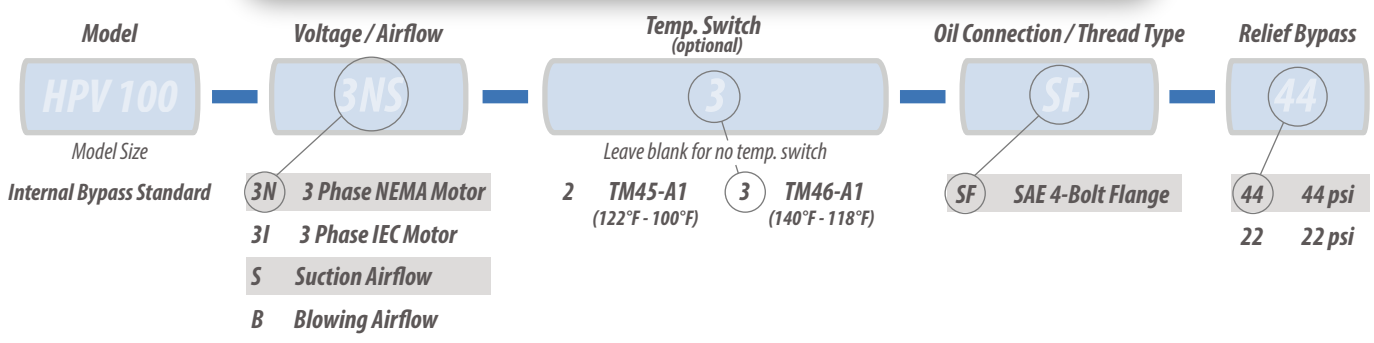 Model Voltage / Airflow Temp. Switch Oil Connection / Thread Type Relief Bypass
(optional)
HPV 100 3NS 3 SF 44
Model Size Leave blank for no temp. switch
Internal Bypass Standard 3N 3 Phase NEMA Motor 2 TM45-A1 3 TM46-A1 SF SAE 4-Bolt Flange 44 44 psi
(122°F - 100°F) (140°F - 118°F)
3I 3 Phase IEC Motor 22 22 psi
S Suction Airflow
B Blowing Airflow